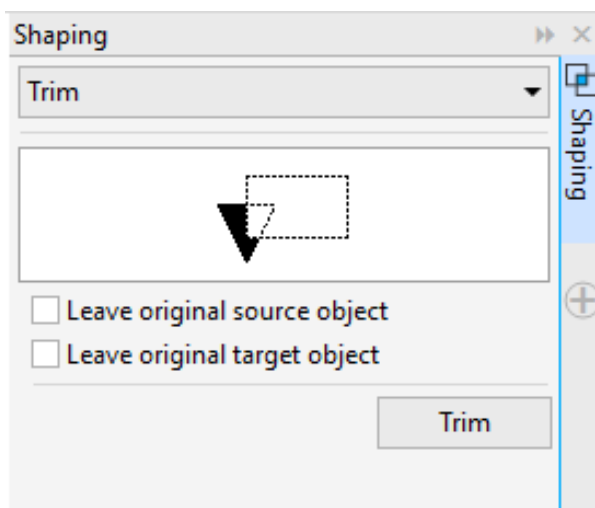 Shaping
Trim
Shaping
Leave original source object
Leave original target object
Trim